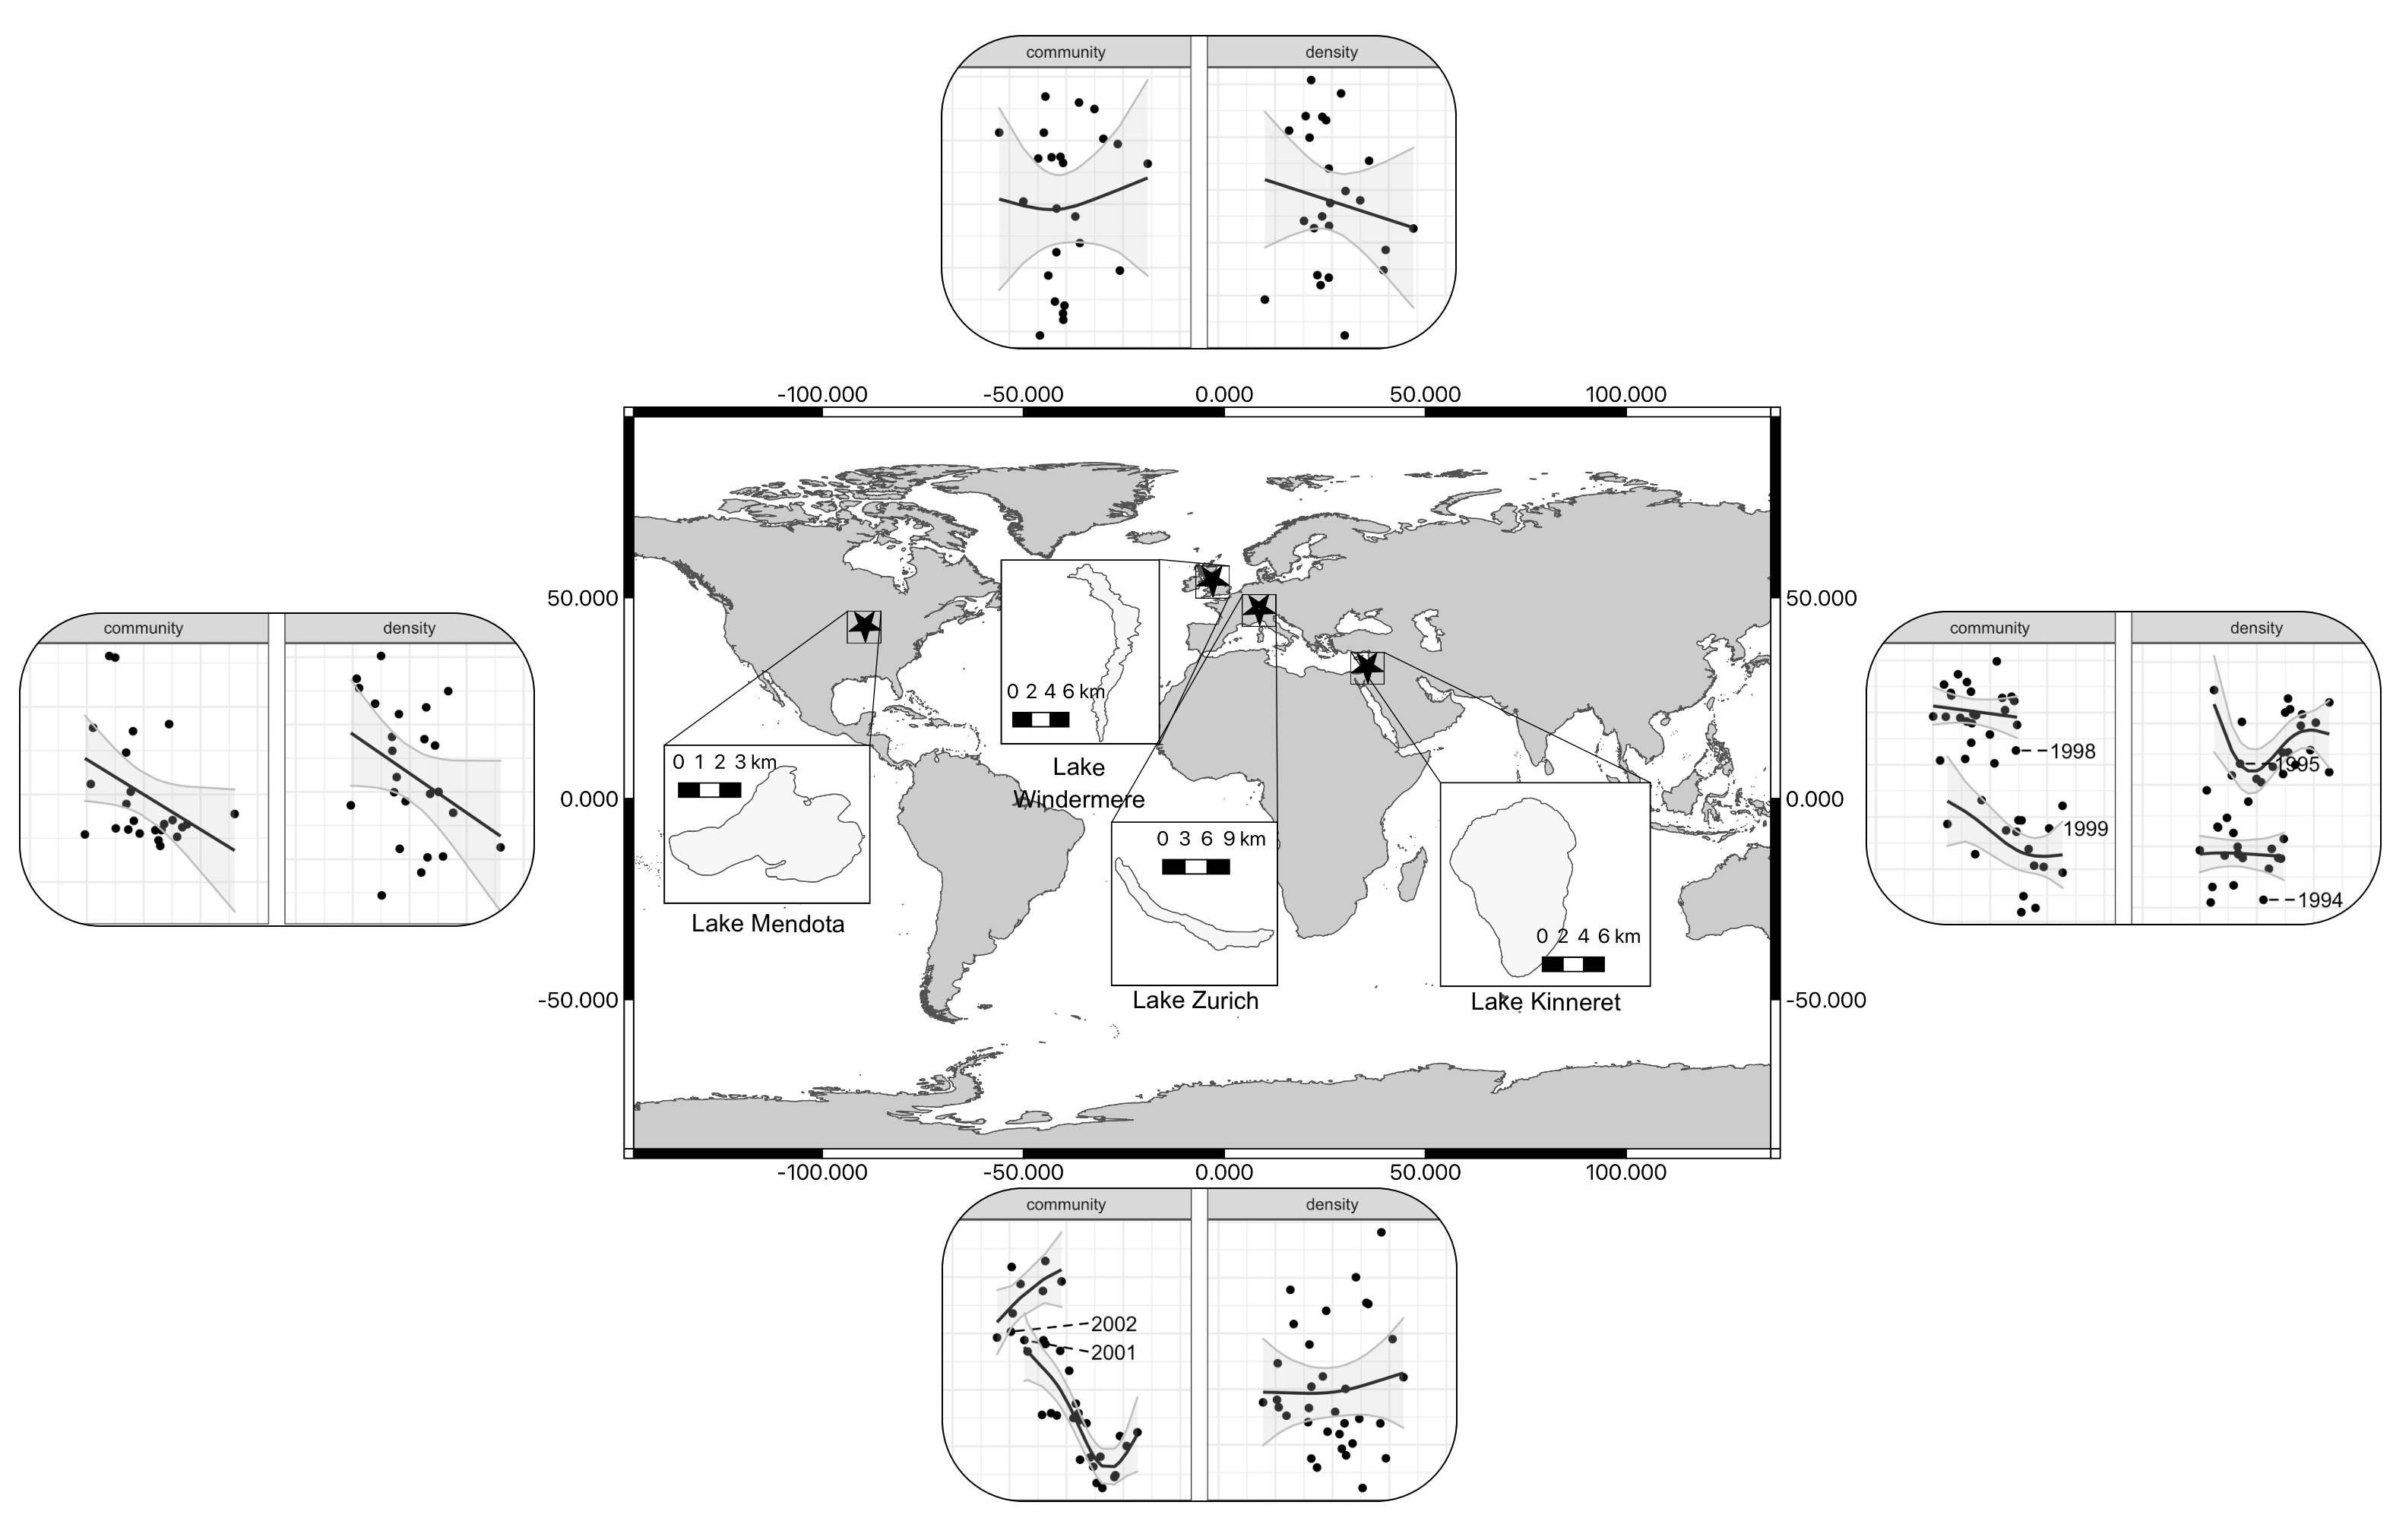 community density
-100.000 -50.000 0.000 50.000 100.000
50.000 50.000
community density
community density
0 2 4 6 km
1998
0 1 2 3 km
Lake
1995
Windermere
0.000 0.000
1999
0 3 6 9 km
1994
Lake Mendota
0 2 4 6 km
Lake Zurich
Lake Kinneret
-50.000 -50.000
-100.000 -50.000 0.000 50.000 100.000
community density
2002
2001